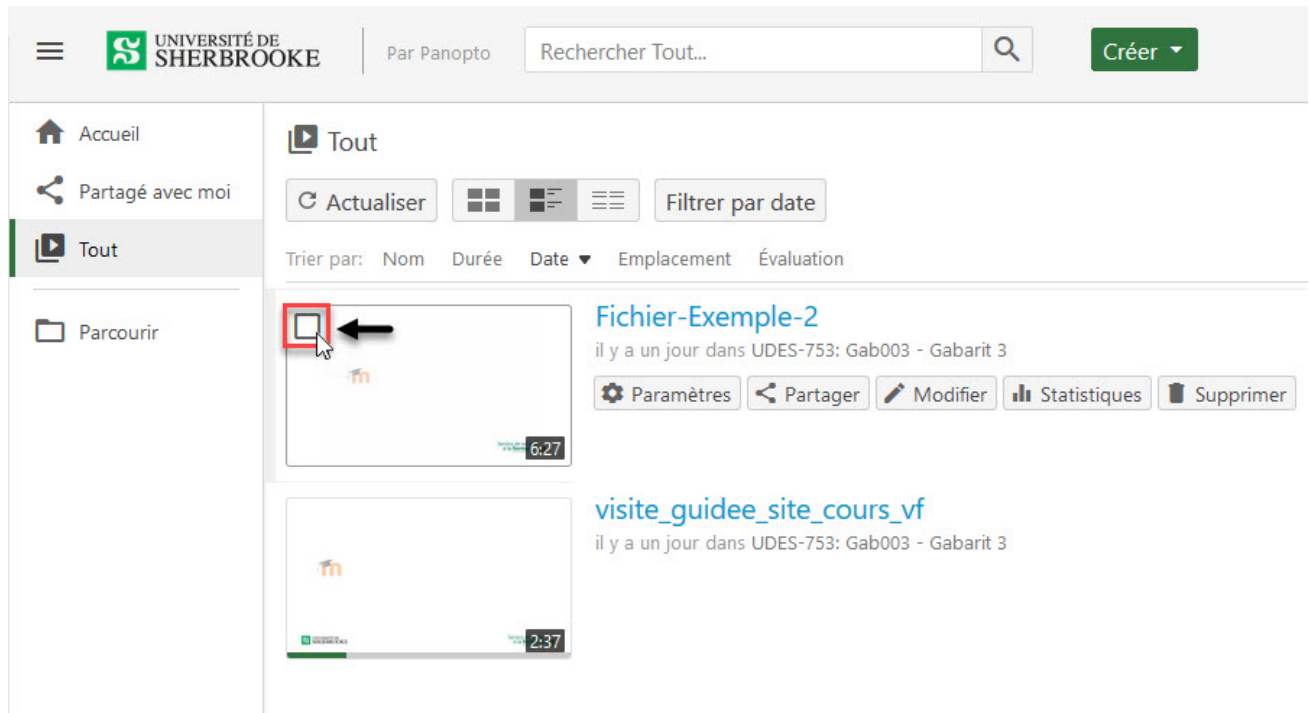 UNIVERSITÉ DE
SHERBROOKE
Par Panopto
Rechercher Tout...
Créer
Accueil
Partagé avec moi
Tout
Parcourir
Tout
Actualiser
Filtrer par date
Trier par: Nom Durée Date Emplacement Évaluation
Fichier-Exemple-2
il y a un jour dans UDES-753: Gab003 - Gabarit 3
Paramètres Partager Modifier Statistiques Supprimer
6:27
visite_guidee_site_cours_vf
il y a un jour dans UDES-753: Gab003 - Gabarit 3
2:37